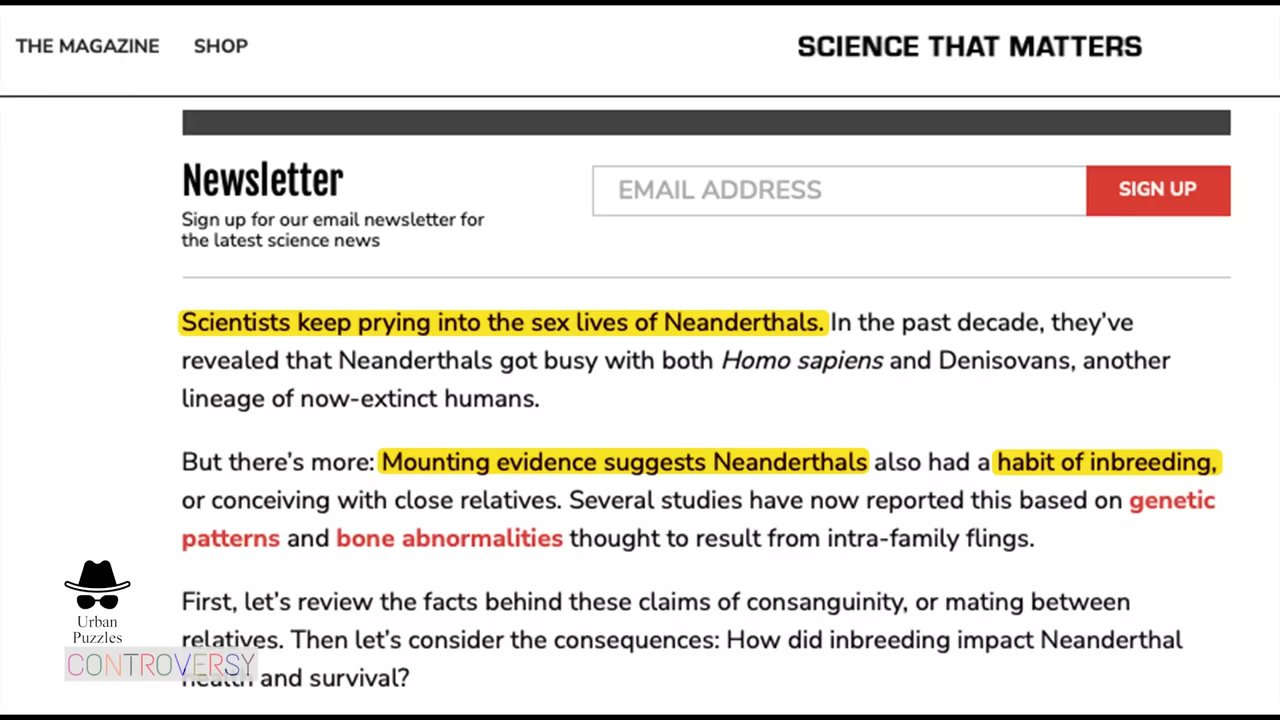 THE MAGAZINE SHOP SCIENCE THAT MATTERS
Newsletter
EMAIL ADDRESS SIGN UP
Sign up for our email newsletter for
the latest science news
Scientists keep prying into the sex lives of Neanderthals. In the past decade, they’ve
revealed that Neanderthals got busy with both Homo sapiens and Denisovans, another
lineage of now-extinct humans.
But there’s more: Mounting evidence suggests Neanderthals also had a habit of inbreeding,
or conceiving with close relatives. Several studies have now reported this based on genetic
patterns and bone abnormalities thought to result from intra-family flings.
First, let’s review the facts behind these claims of consanguinity, or mating between
relatives. Then let’s consider the consequences: How did inbreeding impact Neanderthal
health and survival?
Urban
Puzzles
CONTROVERSY